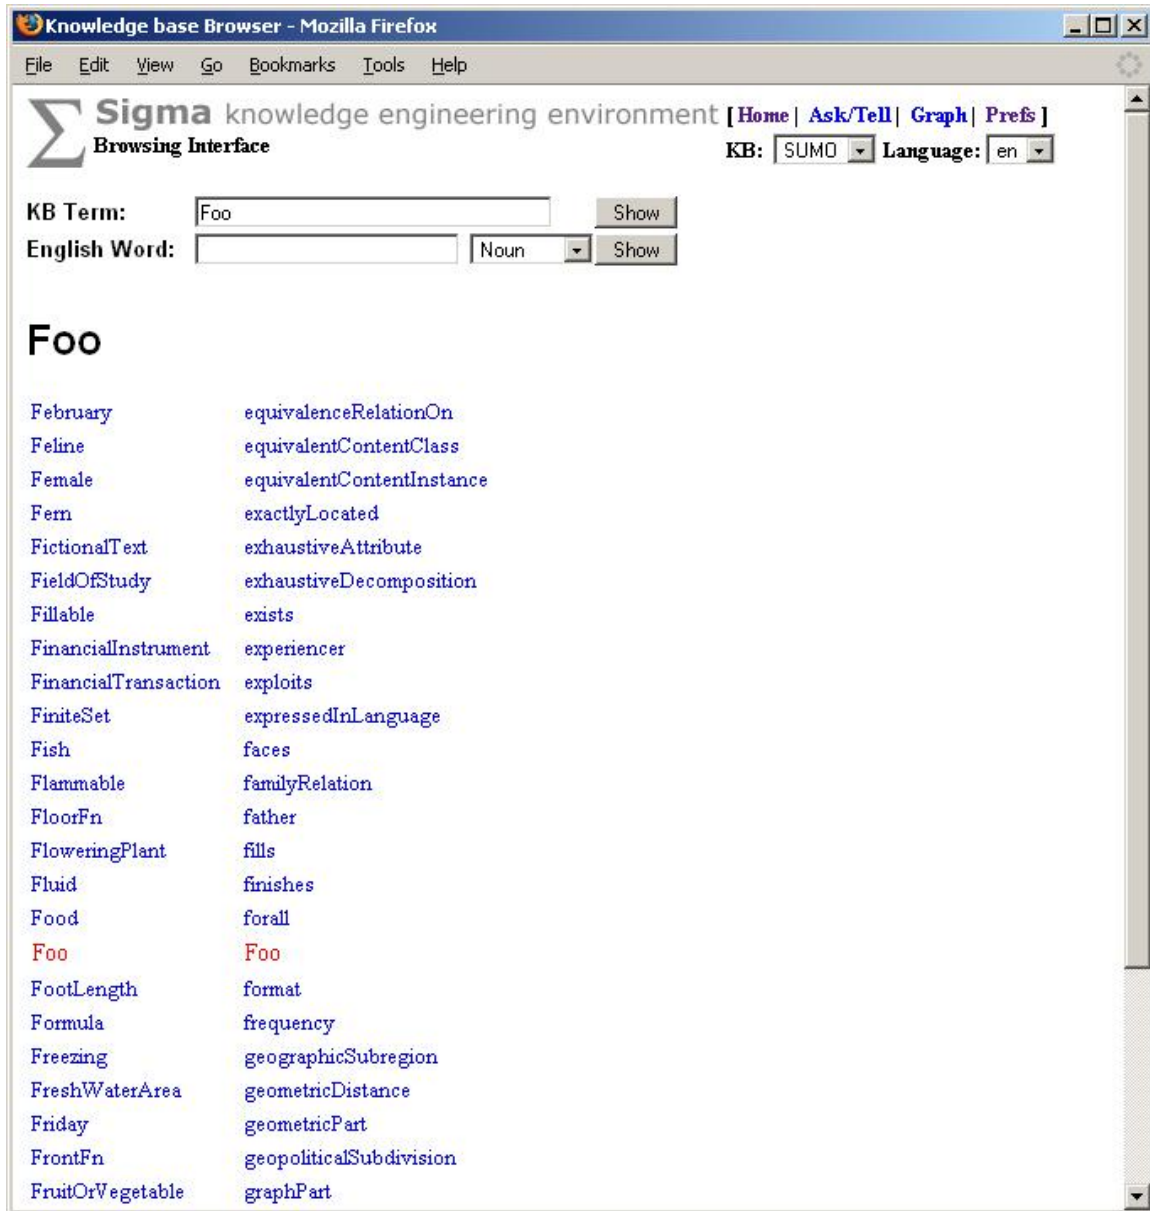 Knowledge base Browser - Mozilla Firefox
File Edit View Go Bookmarks Tools Help
Σ Sigma knowledge engineering environment [ Home | Ask/Tell | Graph | Prefs ]
Browsing Interface KB: SUMO Language: en
KB Term: Foo Show
English Word: Noun Show
Foo
February equivalenceRelationOn
Feline equivalentContentClass
Female equivalentContentInstance
Fern exactlyLocated
FictionalText exhaustiveAttribute
FieldOfStudy exhaustiveDecomposition
Fillable exists
FinancialInstrument experiencer
FinancialTransaction exploits
FiniteSet expressedInLanguage
Fish faces
Flammable familyRelation
FloorFn father
FloweringPlant fills
Fluid finishes
Food forall
Foo Foo
FootLength format
Formula frequency
Freezing geographicSubregion
FreshWaterArea geometricDistance
Friday geometricPart
FrontFn geopoliticalSubdivision
FruitOrVegetable graphPart